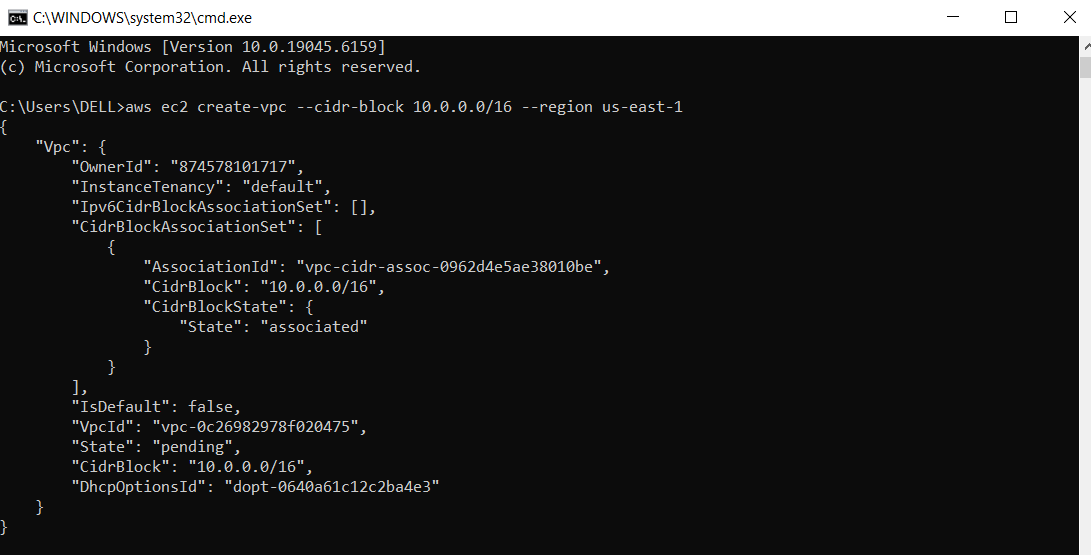 C:\WINDOWS\system32\cmd.exe
Microsoft Windows [Version 10.0.19045.6159]
(c) Microsoft Corporation. All rights reserved.
C:\Users\DELL>aws ec2 create-vpc --cidr-block 10.0.0.0/16 --region us-east-1
{
    "Vpc": {
        "OwnerId": "874578101717",
        "InstanceTenancy": "default",
        "Ipv6CidrBlockAssociationSet": [],
        "CidrBlockAssociationSet": [
            {
                "AssociationId": "vpc-cidr-assoc-0962d4e5ae38010be",
                "CidrBlock": "10.0.0.0/16",
                "CidrBlockState": {
                    "State": "associated"
                }
            }
        ],
        "IsDefault": false,
        "VpcId": "vpc-0c26982978f020475",
        "State": "pending",
        "CidrBlock": "10.0.0.0/16",
        "DhcpOptionsId": "dopt-0640a61c12c2ba4e3"
    }
}